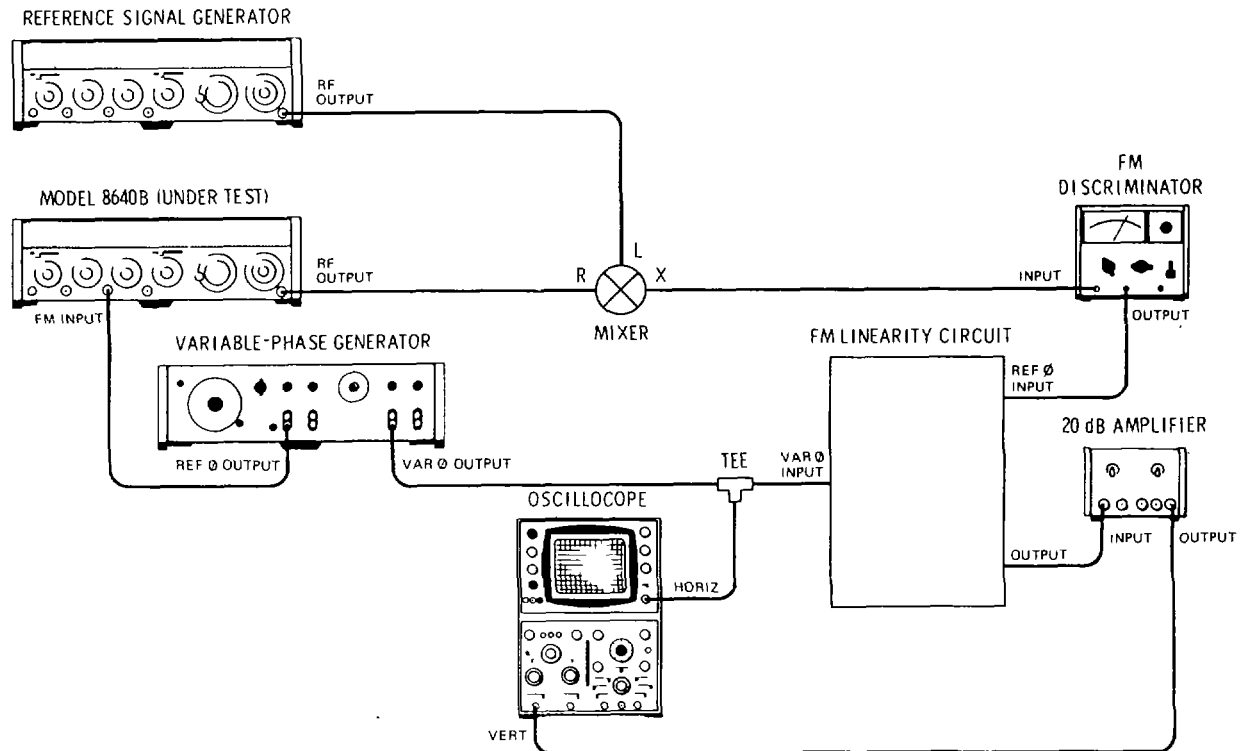 REFERENCE SIGNAL GENERATOR
RF
OUTPUT
MODEL 8640B (UNDER TEST)
RF
OUTPUT
FM INPUT
L
R
X
MIXER
FM
DISCRIMINATOR
INPUT
OUTPUT
VARIABLE-PHASE GENERATOR
REF Ø OUTPUT
VAR Ø OUTPUT
FM LINEARITY CIRCUIT
REF Ø
INPUT
VAR Ø
INPUT
TEE
20 dB AMPLIFIER
OSCILLOCOPE
HORIZ
OUTPUT
INPUT
OUTPUT
VERT